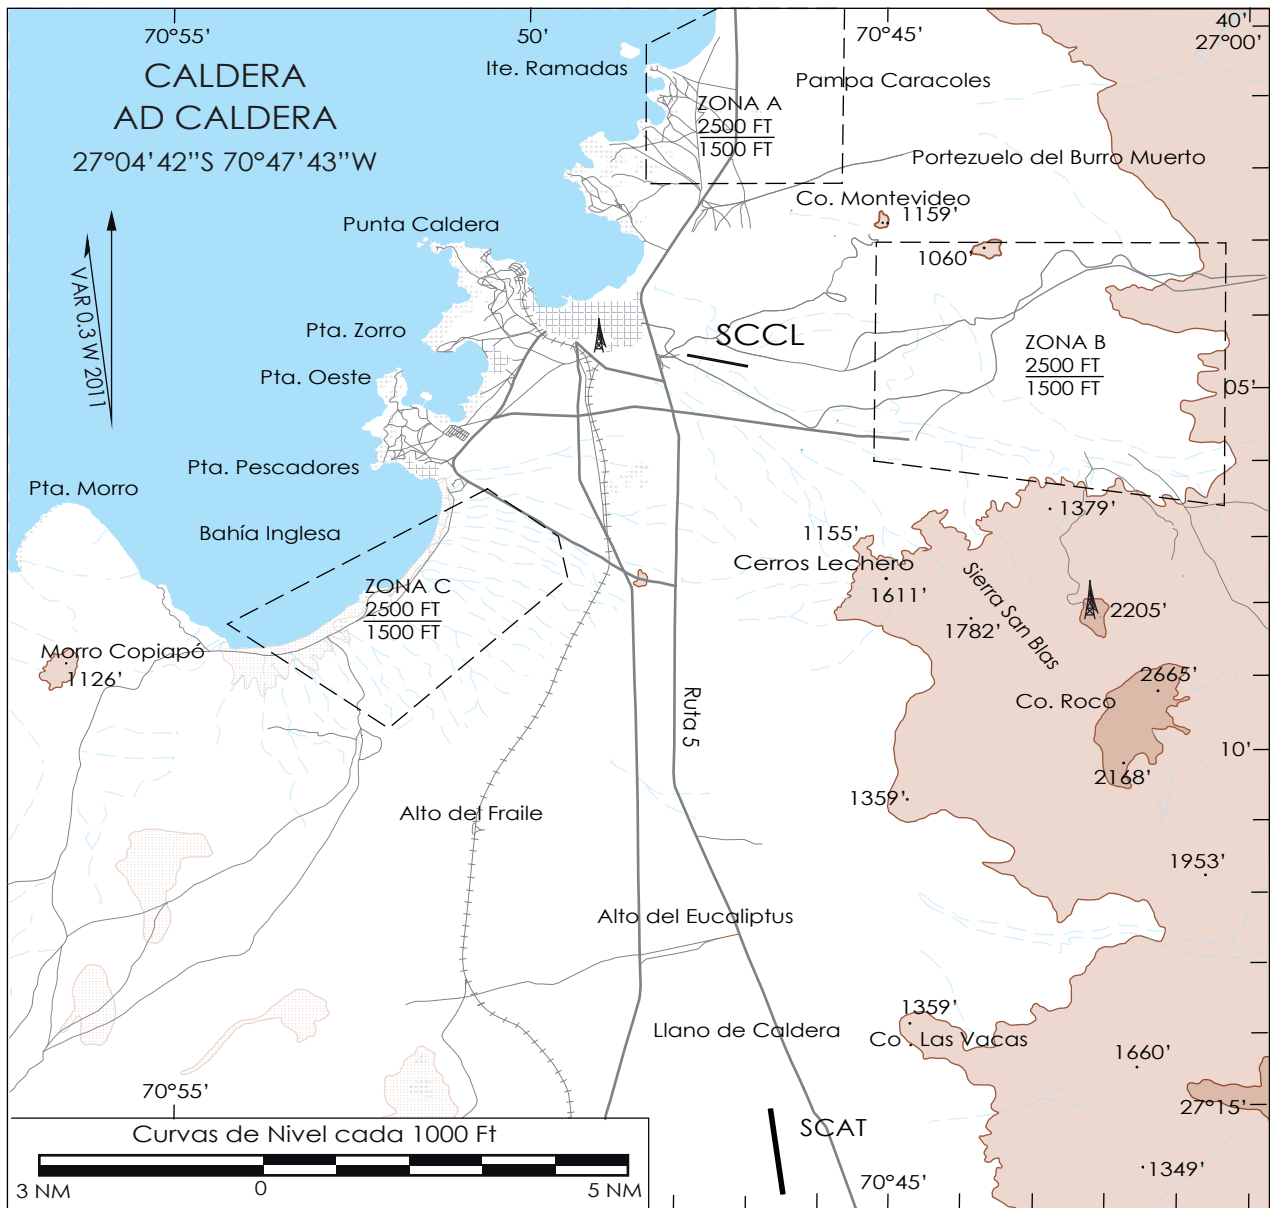 70°55’
50’
70°45’
40’
27°00’
CALDERA
AD CALDERA
27°04’42’’S 70°47’43’’W
Ite. Ramadas
Pampa Caracoles
ZONA A
2500 FT
1500 FT
Portezuelo del Burro Muerto
Co. Montevideo
1159’
Punta Caldera
1060’
VAR 0.3 W 2011
Pta. Zorro
SCCL
ZONA B
2500 FT
1500 FT
Pta. Oeste
05’
Pta. Pescadores
Pta. Morro
1379’
Bahía Inglesa
1155’
Cerros Lechero
Sierra San Blas
ZONA C
2500 FT
1500 FT
1611’
2205’
1782’
Morro Copiapó
1126’
2665’
Co. Roco
Ruta 5
10’
2168’
1359’
Alto del Fraile
1953’
Alto del Eucaliptus
1359’
Llano de Caldera
Co . Las Vacas
1660’
70°55’
27°15’
Curvas de Nivel cada 1000 Ft
SCAT
1349’
3 NM
0
5 NM
70°45’